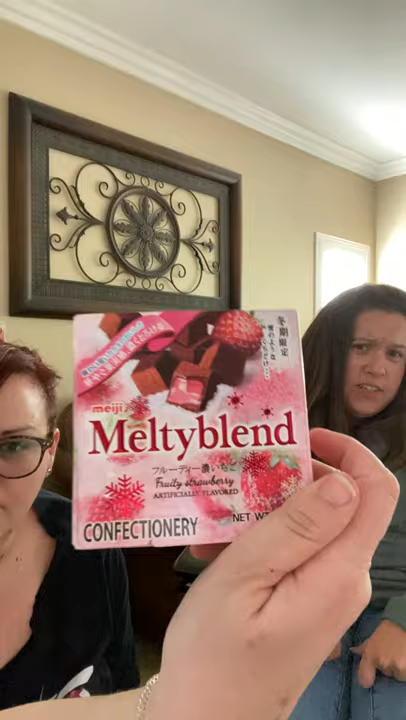 冬期限定
meiji
Meltyblend
フルーティー濃いちご
Fruity strawberry
ARTIFICIALLY FLAVORED
CONFECTIONERY
NET